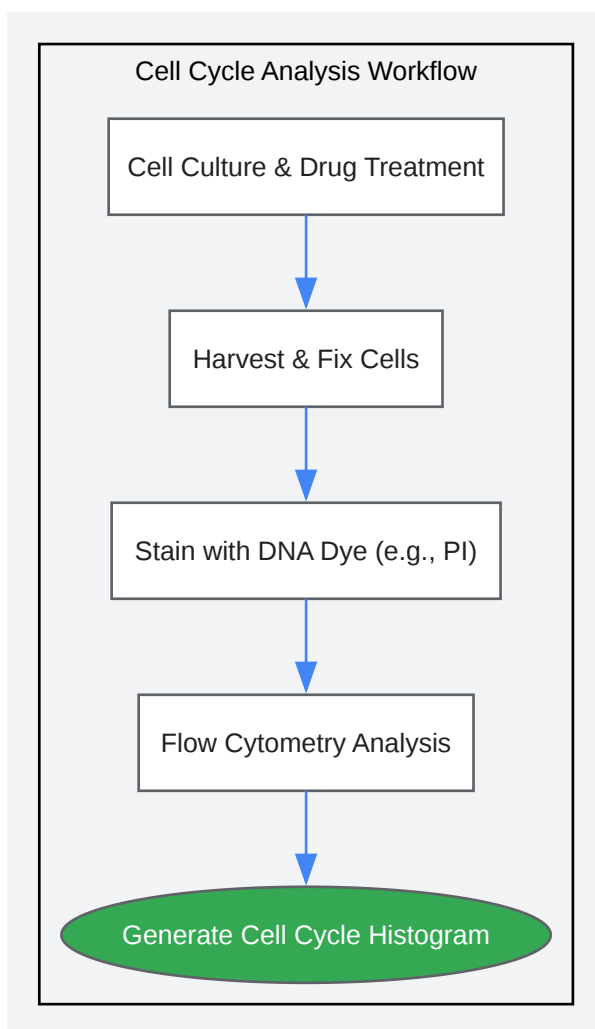 Cell Cycle Analysis Workflow
Cell Culture & Drug Treatment
Harvest & Fix Cells
Stain with DNA Dye (e.g., PI)
Flow Cytometry Analysis
Generate Cell Cycle Histogram